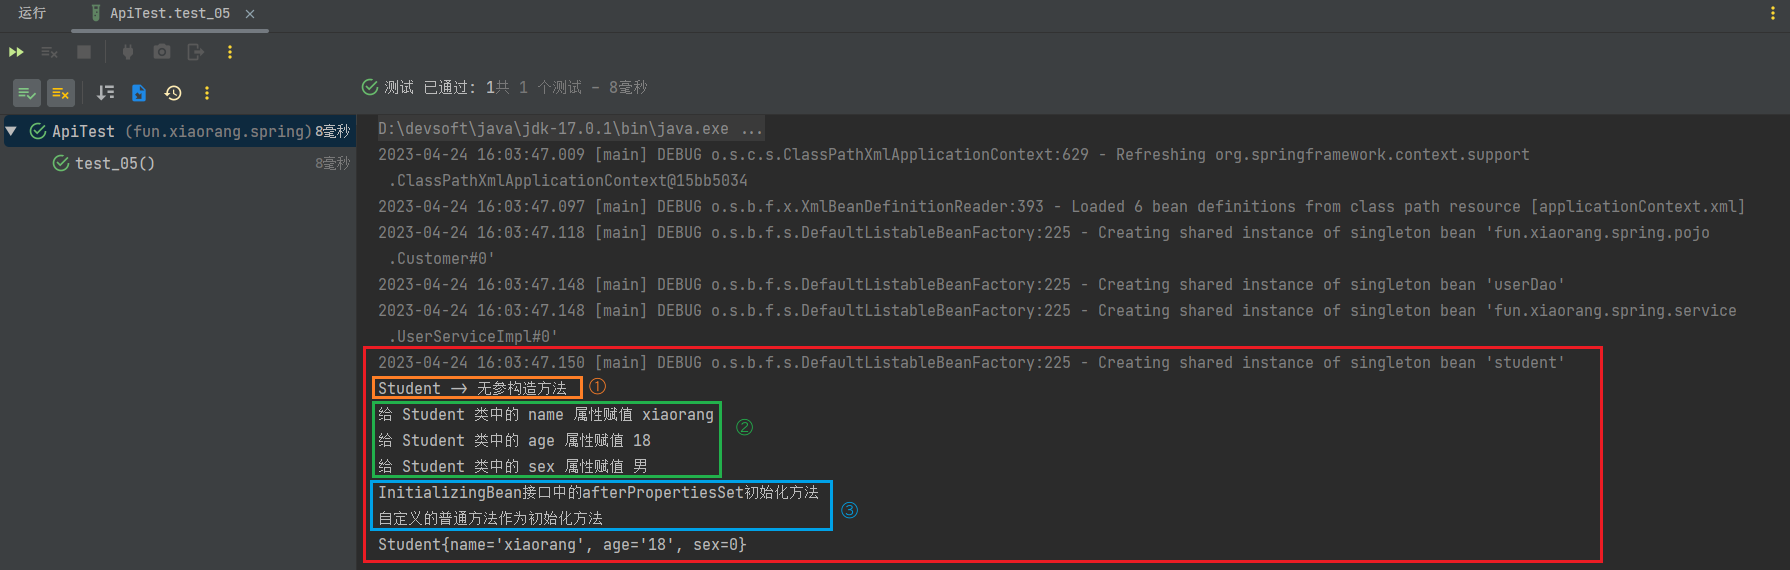 运行 ApiTest.test_05 ×
测试 已通过: 1共 1 个测试 – 8毫秒
ApiTest (fun.xiaorang.spring) 8毫秒
test_05() 8毫秒
D:\devsoft\java\jdk-17.0.1\bin\java.exe ...
2023-04-24 16:03:47.009 [main] DEBUG o.s.c.s.ClassPathXmlApplicationContext:629 - Refreshing org.springframework.context.support
.ClassPathXmlApplicationContext@15bb5034
2023-04-24 16:03:47.097 [main] DEBUG o.s.b.f.x.XmlBeanDefinitionReader:393 - Loaded 6 bean definitions from class path resource [applicationContext.xml]
2023-04-24 16:03:47.118 [main] DEBUG o.s.b.f.s.DefaultListableBeanFactory:225 - Creating shared instance of singleton bean 'fun.xiaorang.spring.pojo
.Customer#0'
2023-04-24 16:03:47.148 [main] DEBUG o.s.b.f.s.DefaultListableBeanFactory:225 - Creating shared instance of singleton bean 'userDao'
2023-04-24 16:03:47.148 [main] DEBUG o.s.b.f.s.DefaultListableBeanFactory:225 - Creating shared instance of singleton bean 'fun.xiaorang.spring.service
.UserServiceImpl#0'
2023-04-24 16:03:47.150 [main] DEBUG o.s.b.f.s.DefaultListableBeanFactory:225 - Creating shared instance of singleton bean 'student'
Student —> 无参构造方法 ①
给 Student 类中的 name 属性赋值 xiaorang
②
给 Student 类中的 age 属性赋值 18
给 Student 类中的 sex 属性赋值 男
InitializingBean接口中的afterPropertiesSet初始化方法
③
自定义的普通方法作为初始化方法
Student{name='xiaorang', age='18', sex=0}